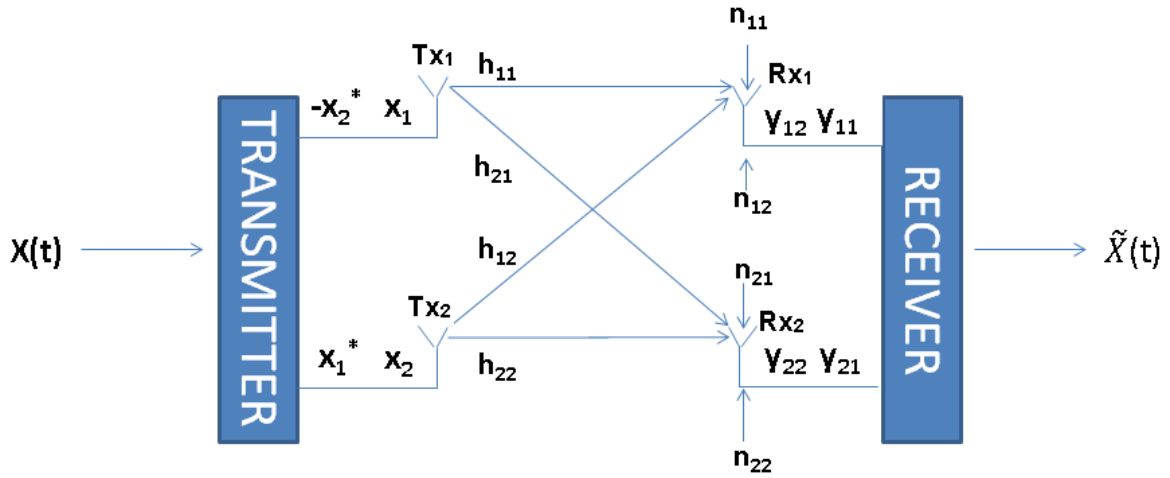 n₁₁
Tx₁
h₁₁
Rx₁
-x₂* x₁
y₁₂ y₁₁
TRANSMITTER
RECEIVER
h₂₁
n₁₂
X(t)
X̃(t)
h₁₂
n₂₁
Tx₂
Rx₂
x₁* x₂
h₂₂
y₂₂ y₂₁
n₂₂